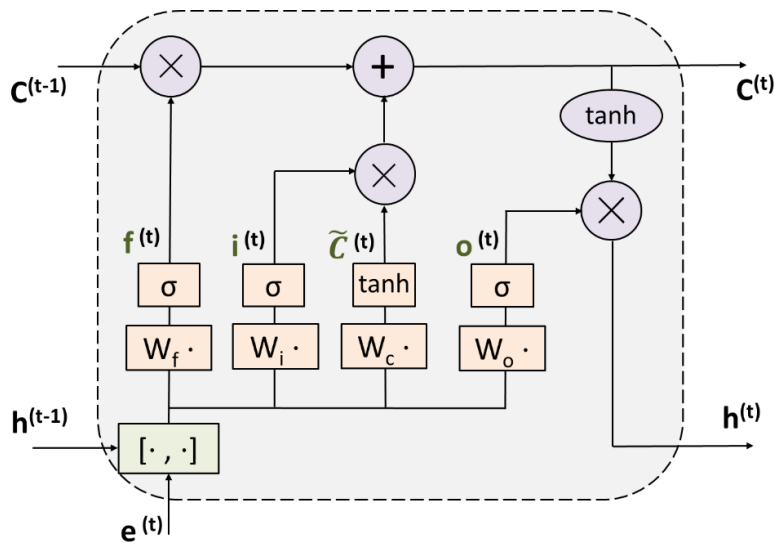 × +
C(t-1) C(t)
tanh
× ×
f(t) i(t) C̃(t) o(t)
σ σ tanh σ
Wf · Wi · Wc · Wo ·
h(t-1) h(t)
[· , ·]
e(t)